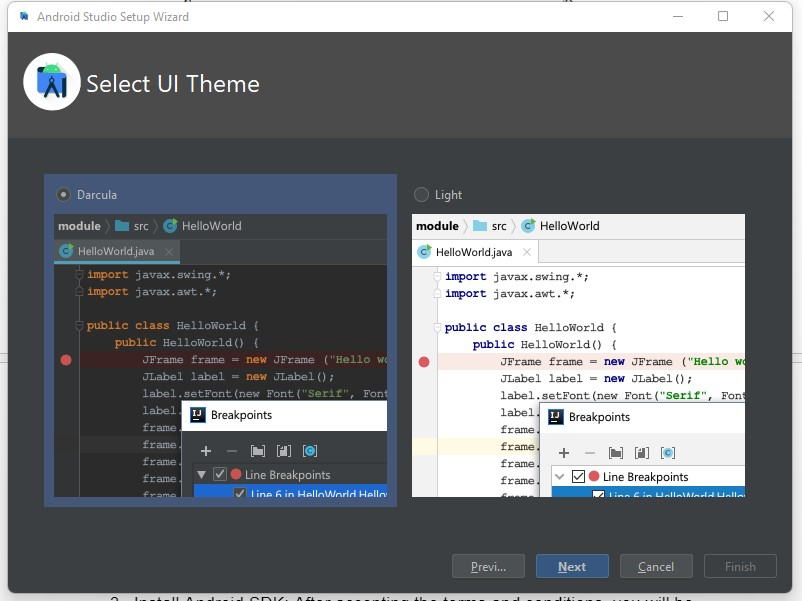 Android Studio Setup Wizard
Select UI Theme
Darcula
module src HelloWorld
HelloWorld.java
import javax.swing.*;
import javax.awt.*;
public class HelloWorld {
public HelloWorld() {
JFrame frame = new JFrame ("Hello wo
JLabel label = new JLabel();
label.setFont(new Font("Serif", Font
label.
frame.
frame.
frame.
frame.
frame.
Breakpoints
Line Breakpoints
Line 6 in HelloWorld.Hello
Light
module src HelloWorld
HelloWorld.java
import javax.swing.*;
import javax.awt.*;
public class HelloWorld {
public HelloWorld() {
JFrame frame = new JFrame ("Hello wo
JLabel label = new JLabel();
label.setFont(new Font("Serif", Font
label.
frame.
frame.
frame.
frame.
frame.
Breakpoints
Line Breakpoints
Line 6 in HelloWorld.Hello
Previ... Next Cancel Finish
Install Android SDK: After accepting the terms and conditions, you will be